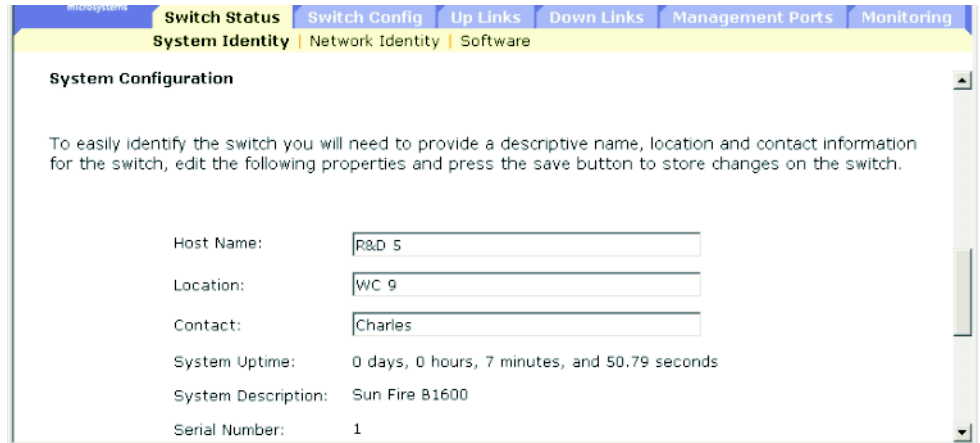 microsystems
Switch Status Switch Config Up Links Down Links Management Ports Monitoring
System Identity | Network Identity | Software
System Configuration
To easily identify the switch you will need to provide a descriptive name, location and contact information
for the switch, edit the following properties and press the save button to store changes on the switch.
Host Name: R&D 5
Location: WC 9
Contact: Charles
System Uptime: 0 days, 0 hours, 7 minutes, and 50.79 seconds
System Description: Sun Fire B1600
Serial Number: 1